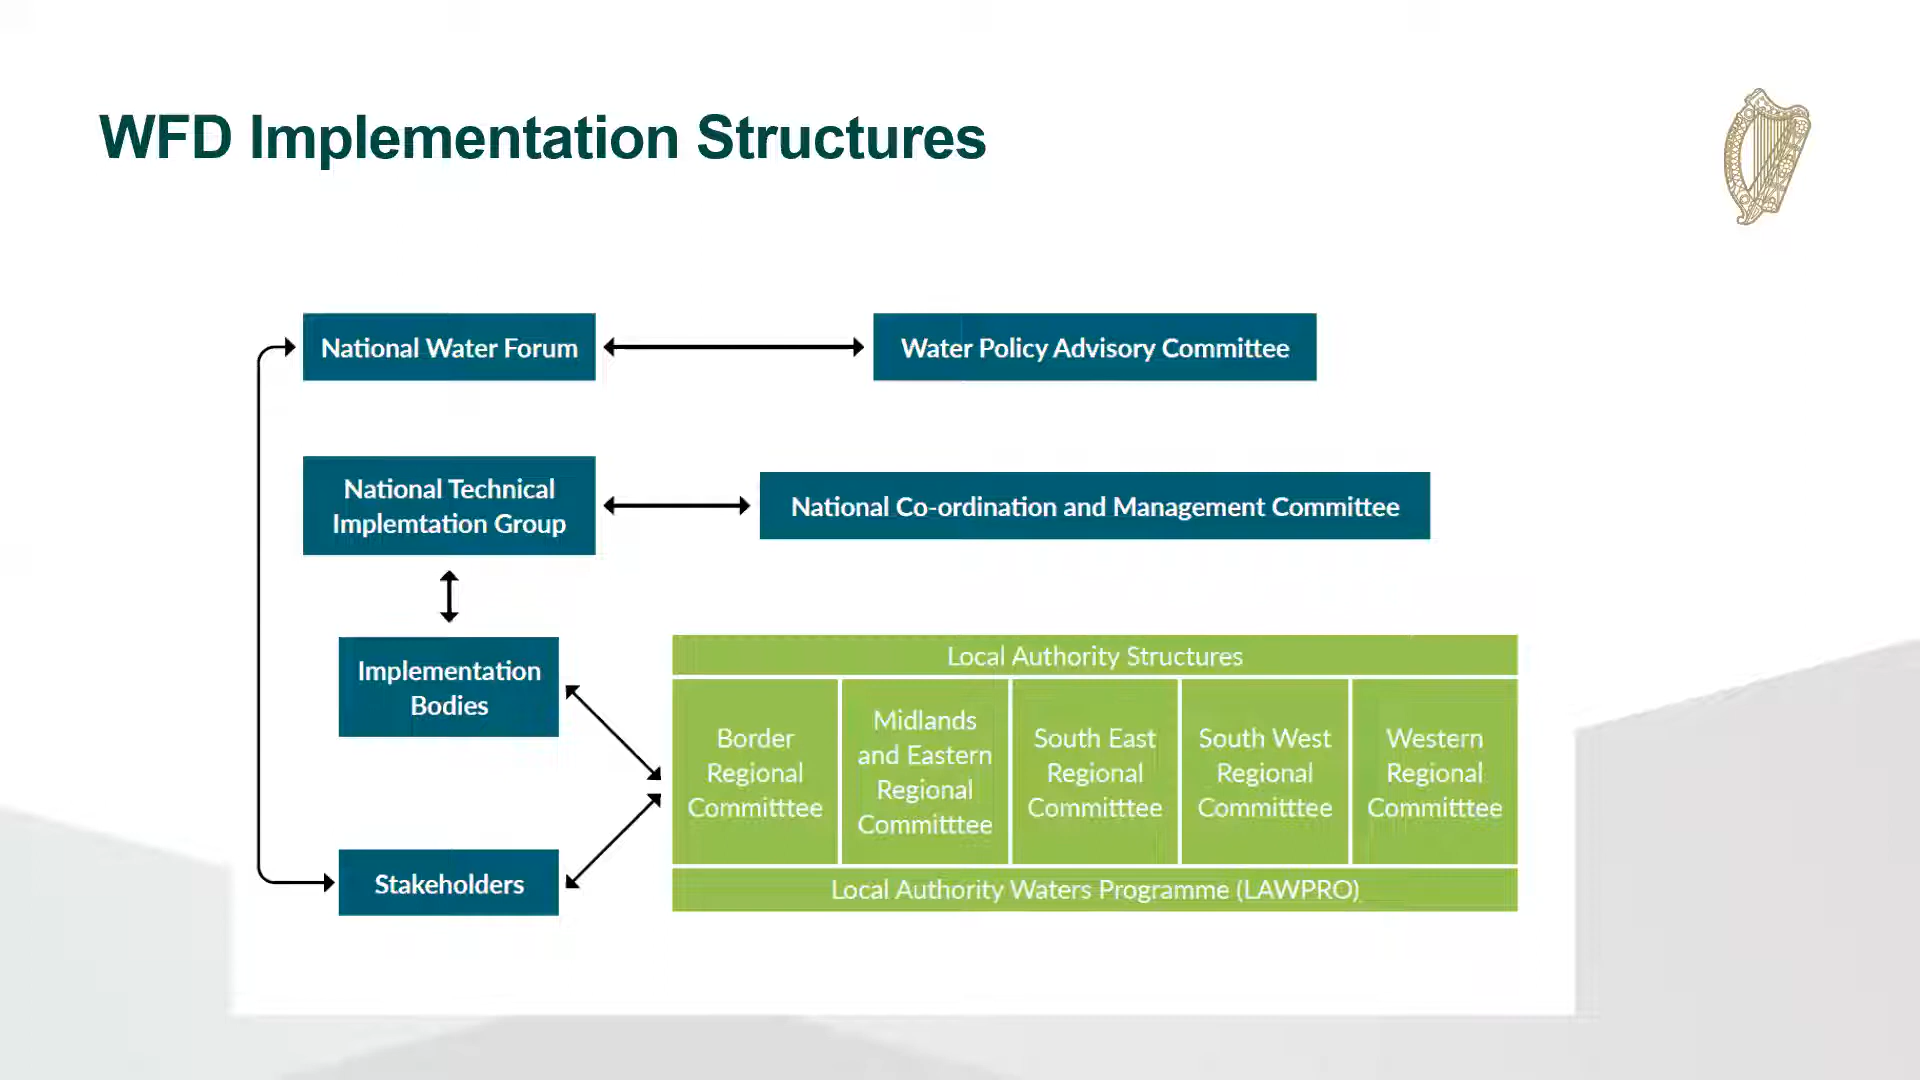 WFD Implementation Structures
National Water Forum
Water Policy Advisory Committee
National Technical
Implemtation Group
National Co-ordination and Management Committee
Implementation
Bodies
Local Authority Structures
Border
Regional
Committtee
Midlands
and Eastern
Regional
Committtee
South East
Regional
Committtee
South West
Regional
Committtee
Western
Regional
Committtee
Stakeholders
Local Authority Waters Programme (LAWPRO)